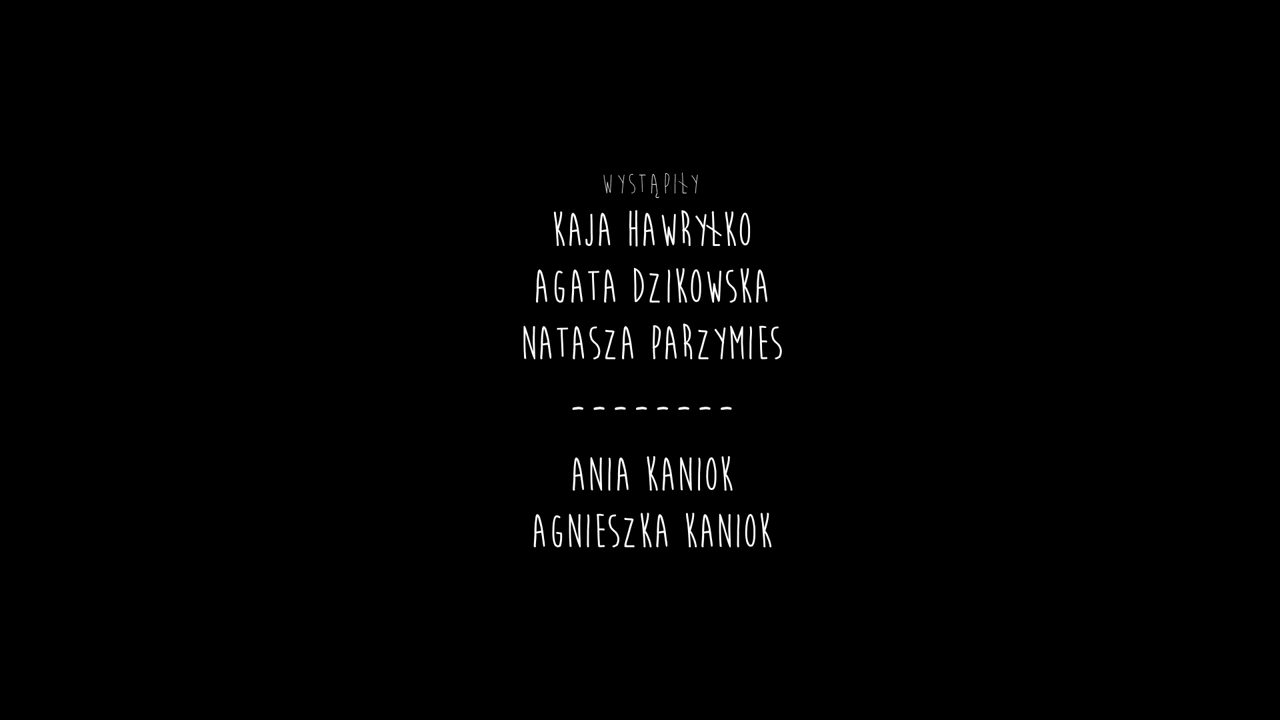 WYSTĄPIŁY
KAJA HAWRYŁKO
AGATA DZIKOWSKA
NATASZA PARZYMIES
--------
ANIA KANIOK
AGNIESZKA KANIOK